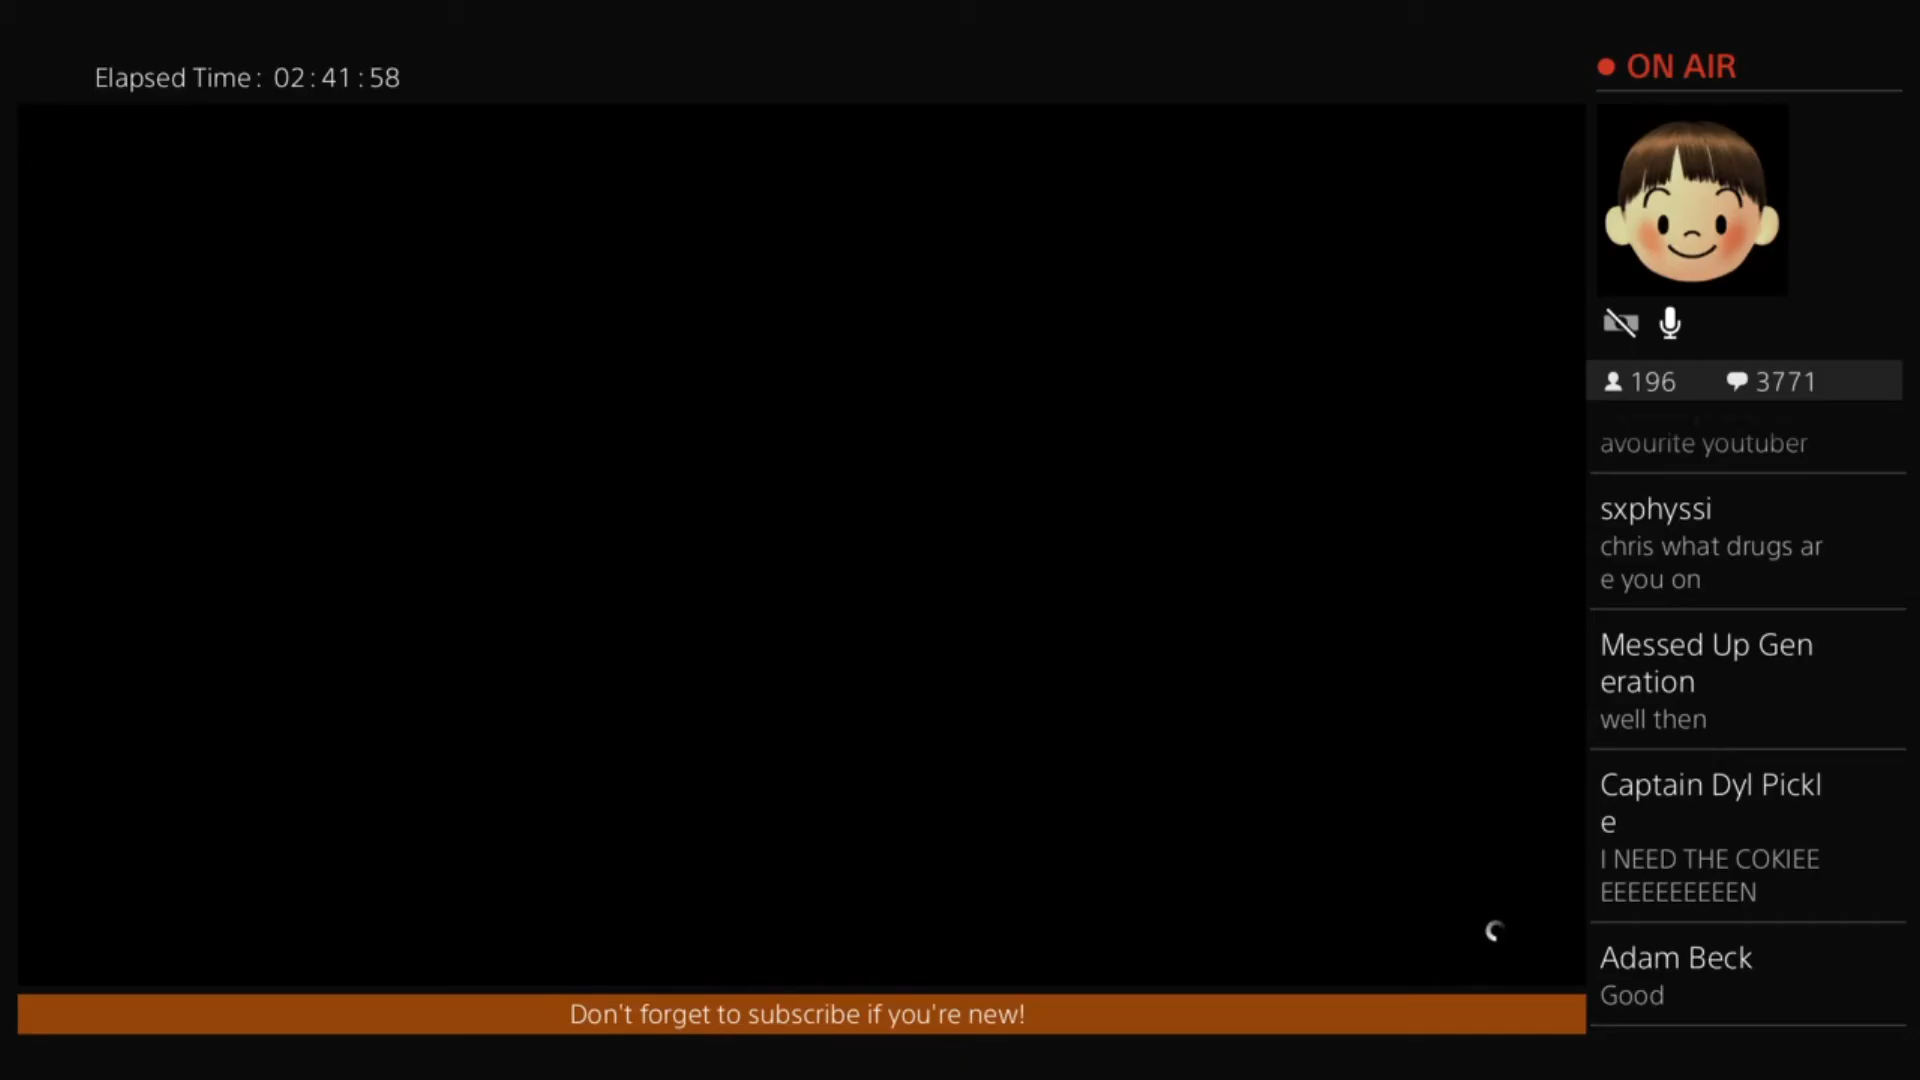 Elapsed Time: 02:41:58
ON AIR
196 3771
avourite youtuber
sxphyssi
chris what drugs ar
e you on
Messed Up Gen
eration
well then
Captain Dyl Pickl
e
I NEED THE COKIEE
EEEEEEEEEEN
Adam Beck
Good
Don't forget to subscribe if you're new!